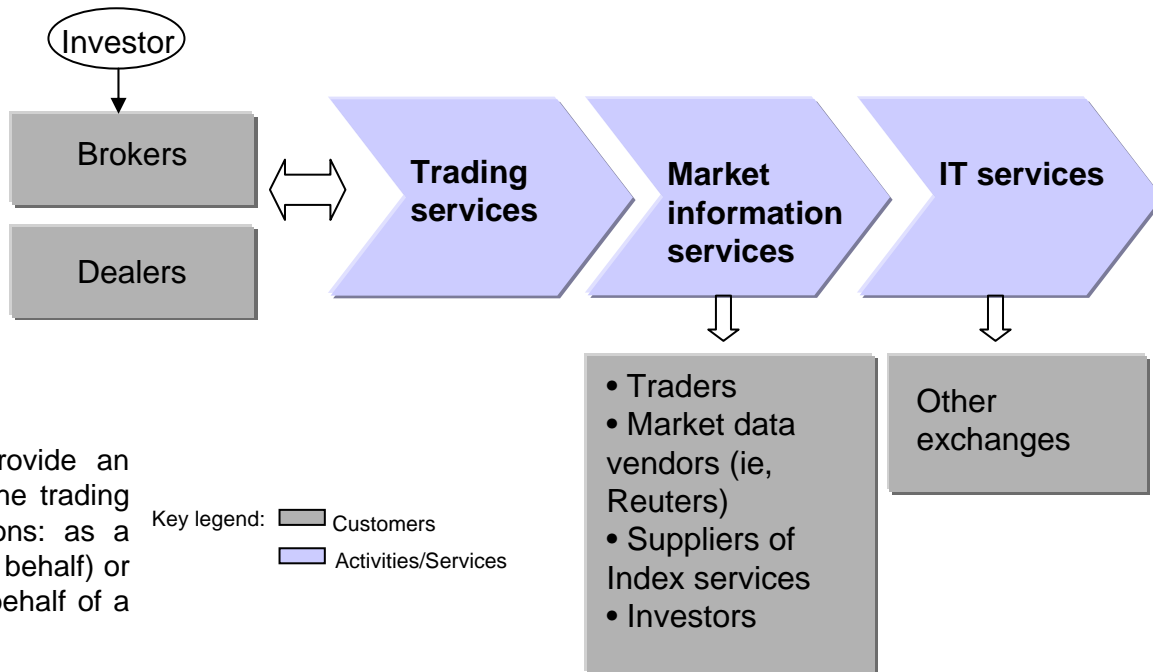 Investor
Brokers
Dealers
Trading
services
Market
information
services
IT services
• Traders
• Market data
vendors (ie,
Reuters)
• Suppliers of
Index services
• Investors
Other
exchanges
rovide an
ne trading
ons: as a
behalf) or
behalf of a
Key legend:
Customers
Activities/Services